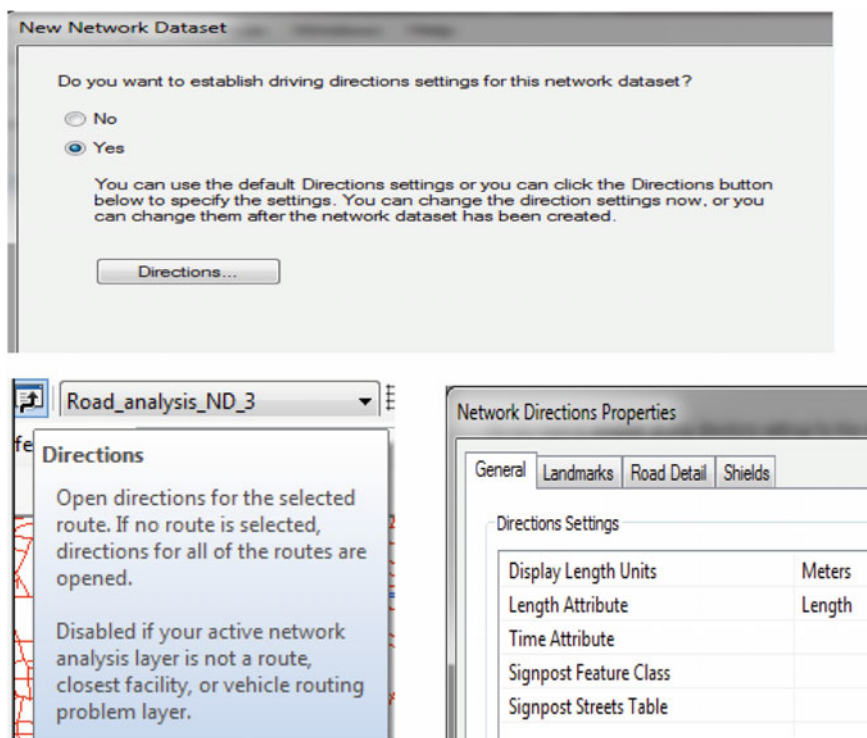 New Network Dataset
Do you want to establish driving directions settings for this network dataset?
No
Yes
You can use the default Directions settings or you can click the Directions button
below to specify the settings. You can change the direction settings now, or you
can change them after the network dataset has been created.
Directions...
Road_analysis_ND_3
fe
Directions
Open directions for the selected
route. If no route is selected,
directions for all of the routes are
opened.
Disabled if your active network
analysis layer is not a route,
closest facility, or vehicle routing
problem layer.
Network Directions Properties
General Landmarks Road Detail Shields
Directions Settings
Display Length Units Meters
Length Attribute Length
Time Attribute
Signpost Feature Class
Signpost Streets Table